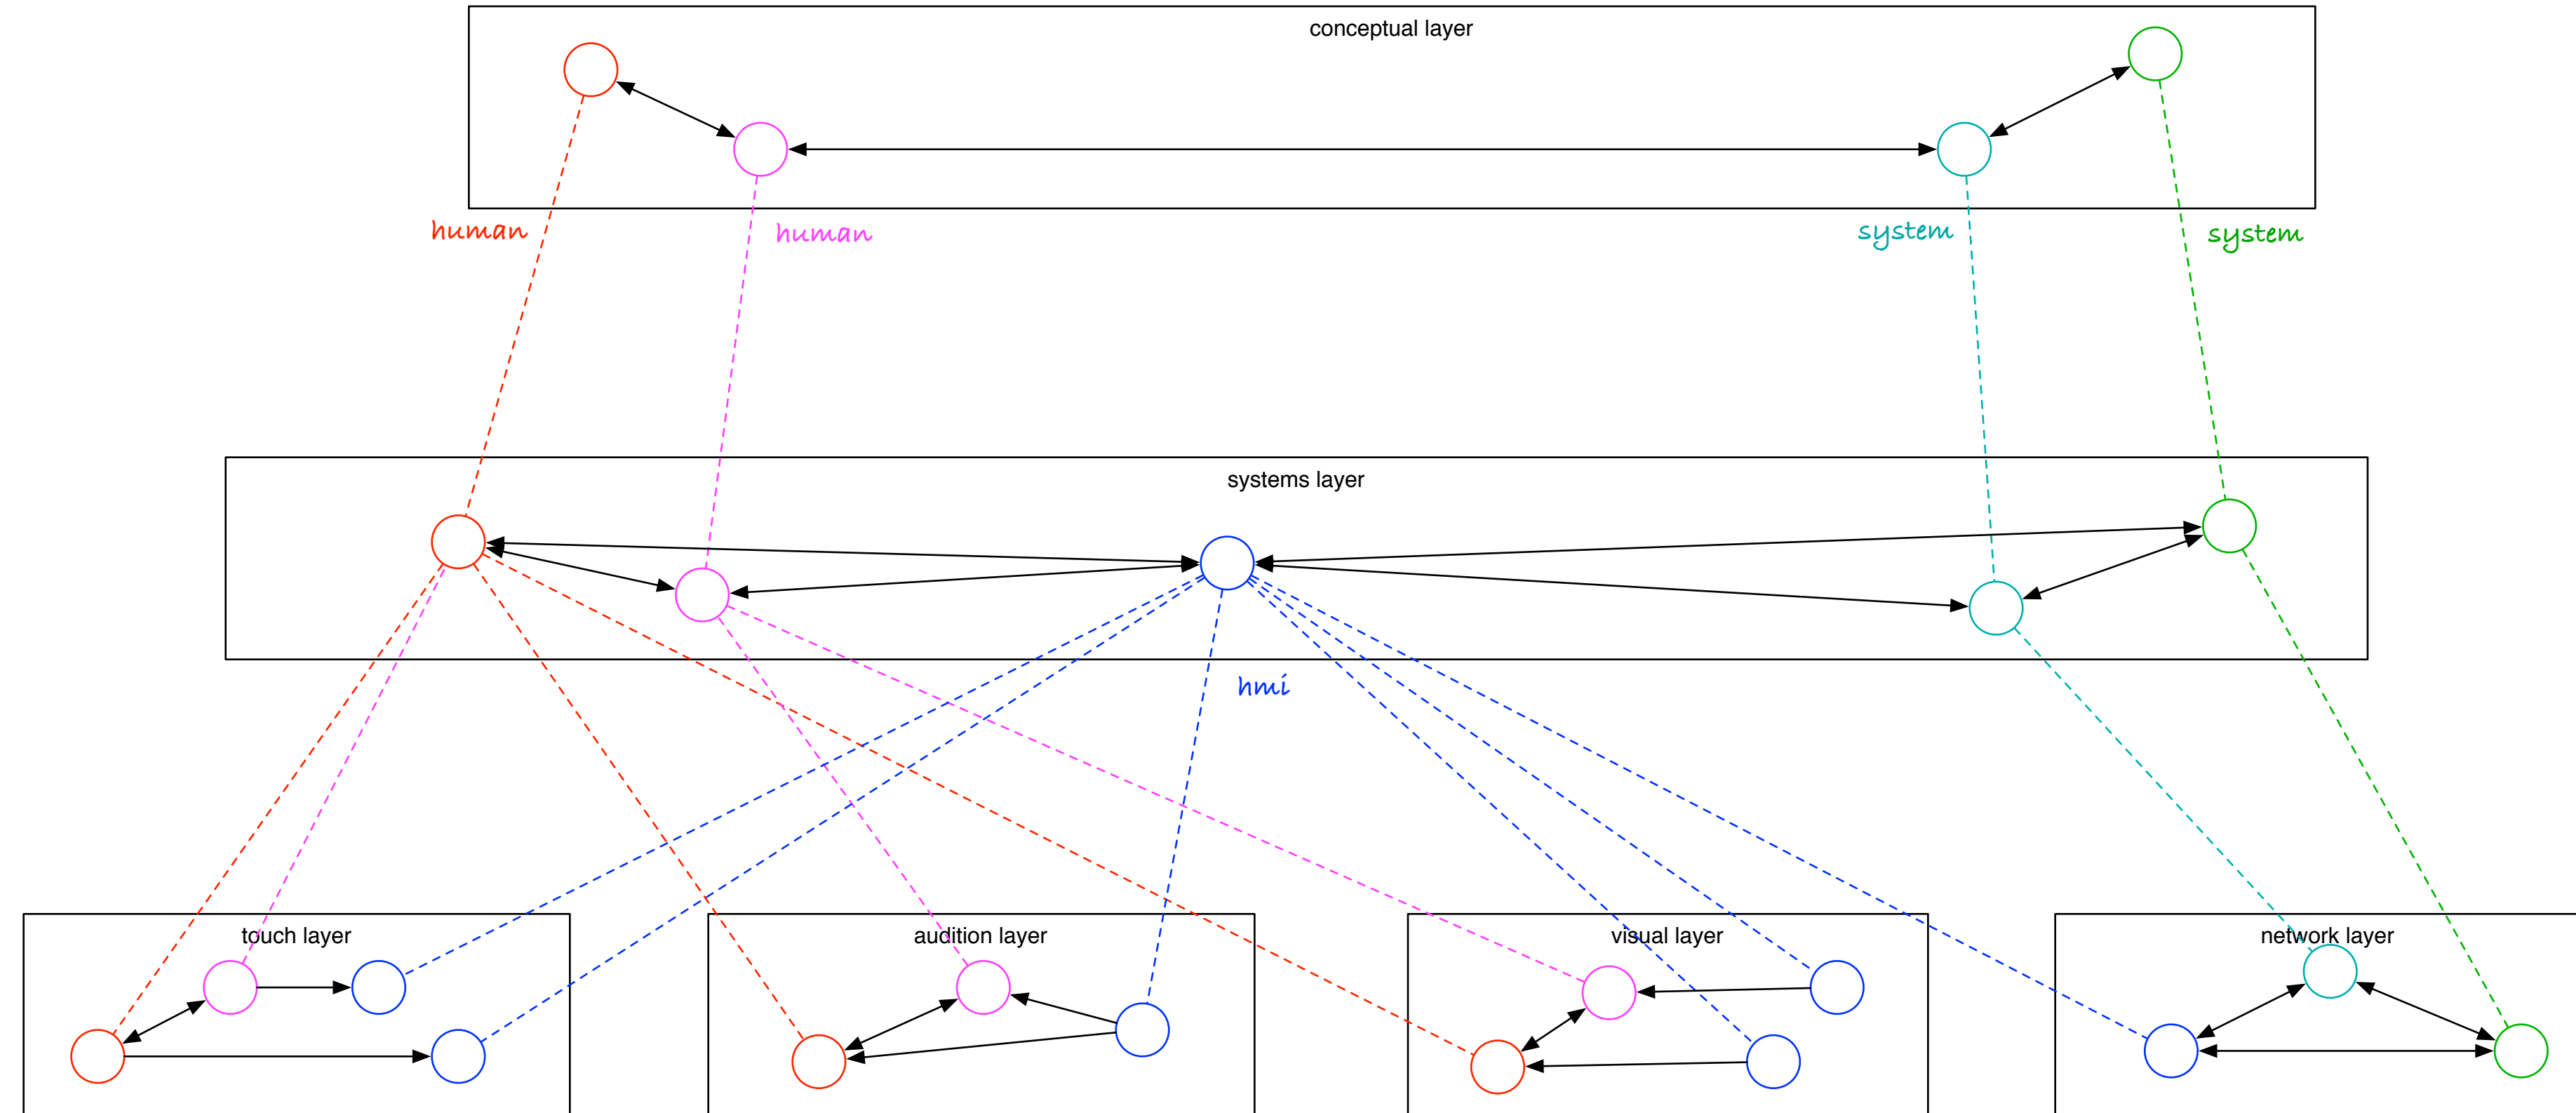 conceptual layer
human
human
system
system
systems layer
hmi
touch layer
audition layer
visual layer
network layer